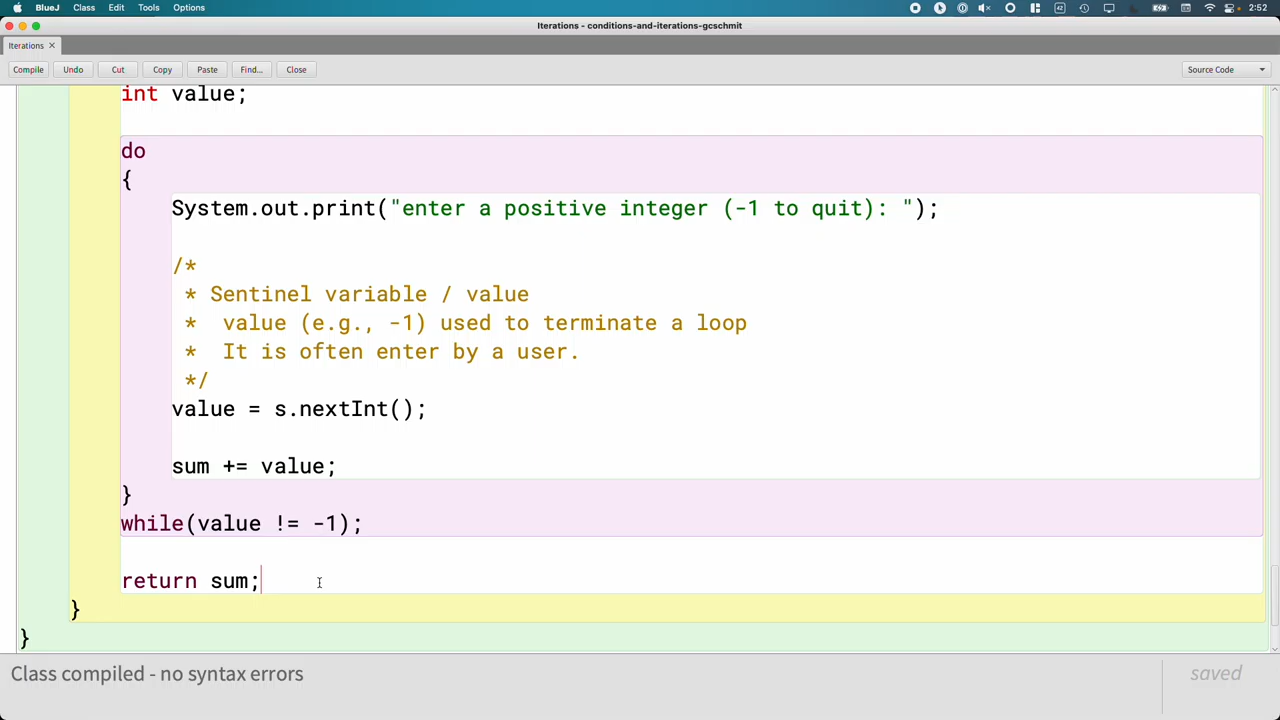 BlueJ Class Edit Tools Options 2:52
Iterations - conditions-and-iterations-gcschmit
Iterations ×
Compile Undo Cut Copy Paste Find... Close Source Code
int value;
do
{
System.out.print("enter a positive integer (-1 to quit): ");
/*
* Sentinel variable / value
*  value (e.g., -1) used to terminate a loop
*  It is often enter by a user.
*/
value = s.nextInt();
sum += value;
}
while(value != -1);
return sum;
}
}
Class compiled - no syntax errors saved